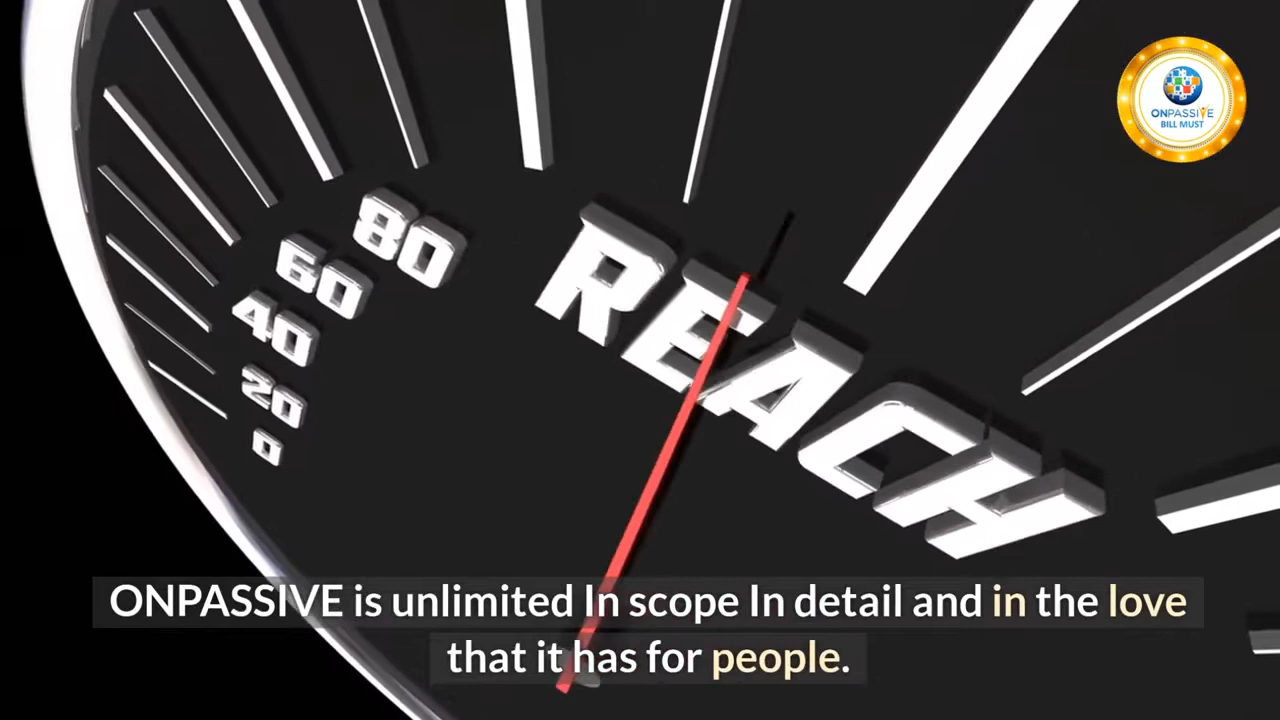 ONPASSIVE
BILL MUST
80
60
40
20
0
REACH
ONPASSIVE is unlimited In scope In detail and in the love
that it has for people.